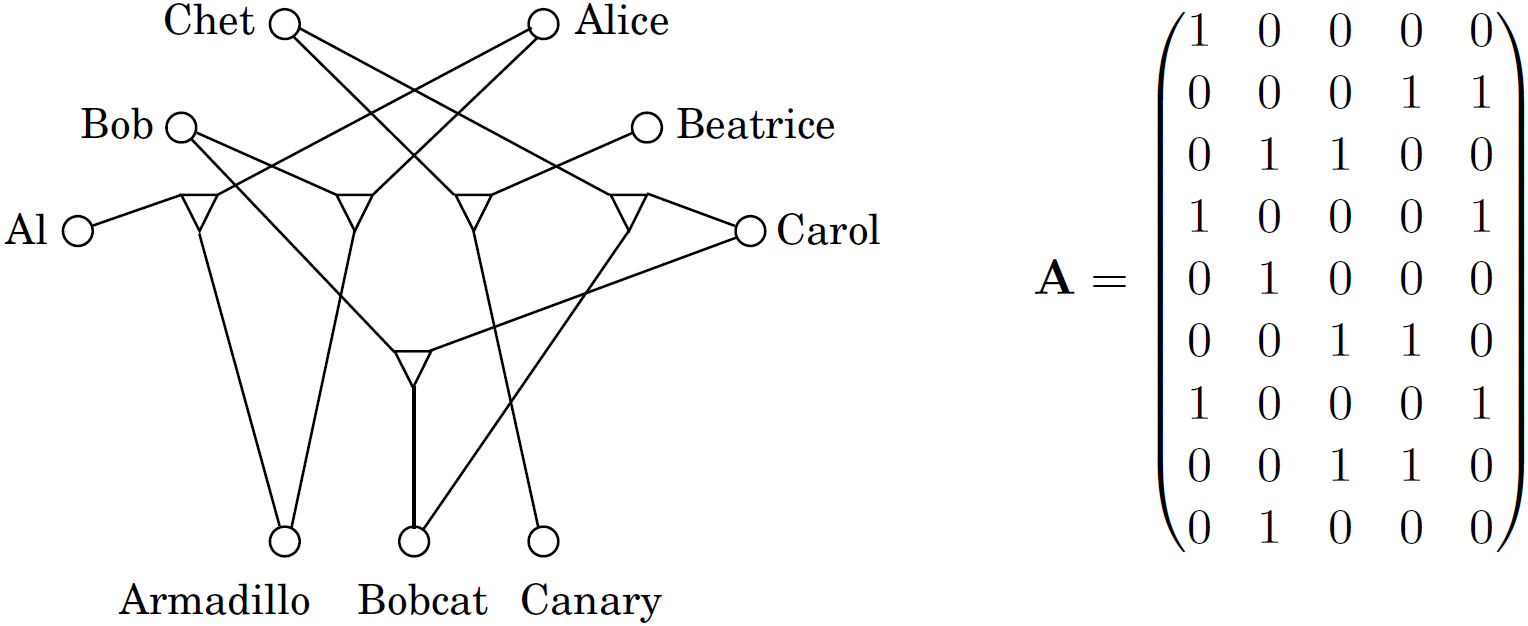 Chet Alice
Bob Beatrice
Al Carol
Armadillo Bobcat Canary
A =
1 0 0 0 0
0 0 0 1 1
0 1 1 0 0
1 0 0 0 1
0 1 0 0 0
0 0 1 1 0
1 0 0 0 1
0 0 1 1 0
0 1 0 0 0